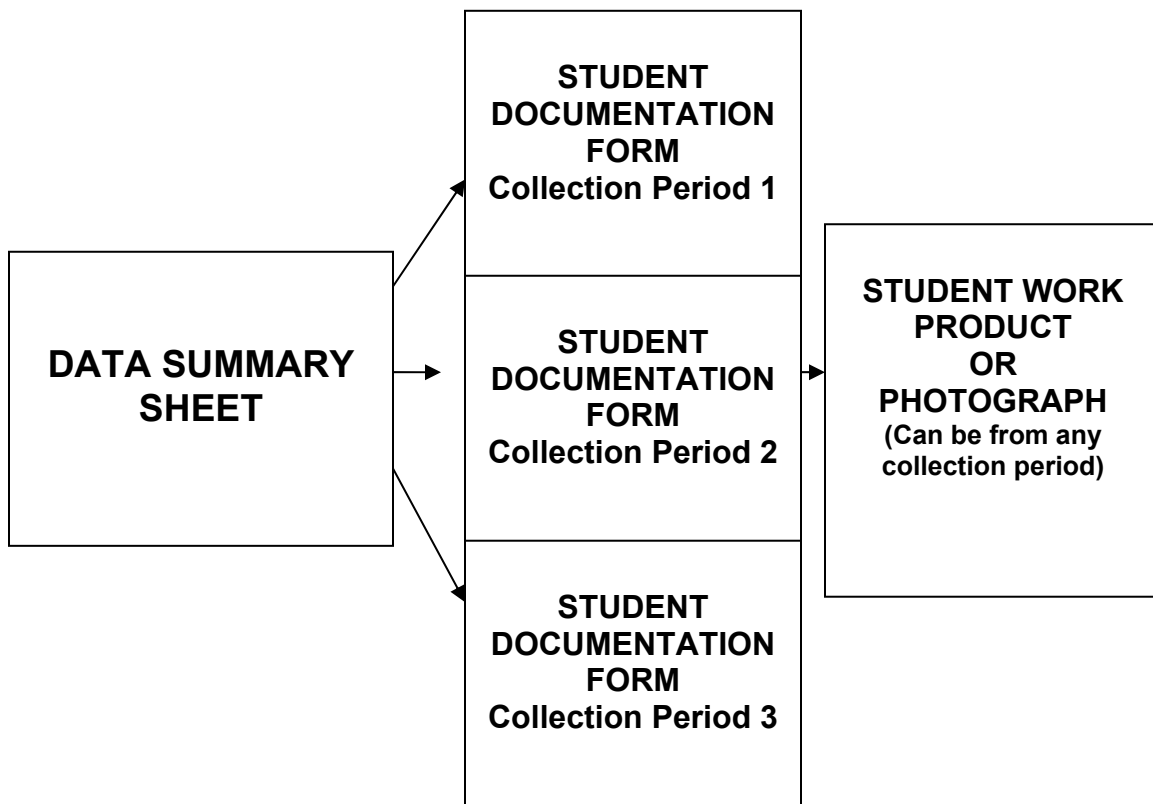 DATA SUMMARY
SHEET
STUDENT
DOCUMENTATION
FORM
Collection Period 1
STUDENT
DOCUMENTATION
FORM
Collection Period 2
STUDENT
DOCUMENTATION
FORM
Collection Period 3
STUDENT WORK
PRODUCT
OR
PHOTOGRAPH
(Can be from any
collection period)